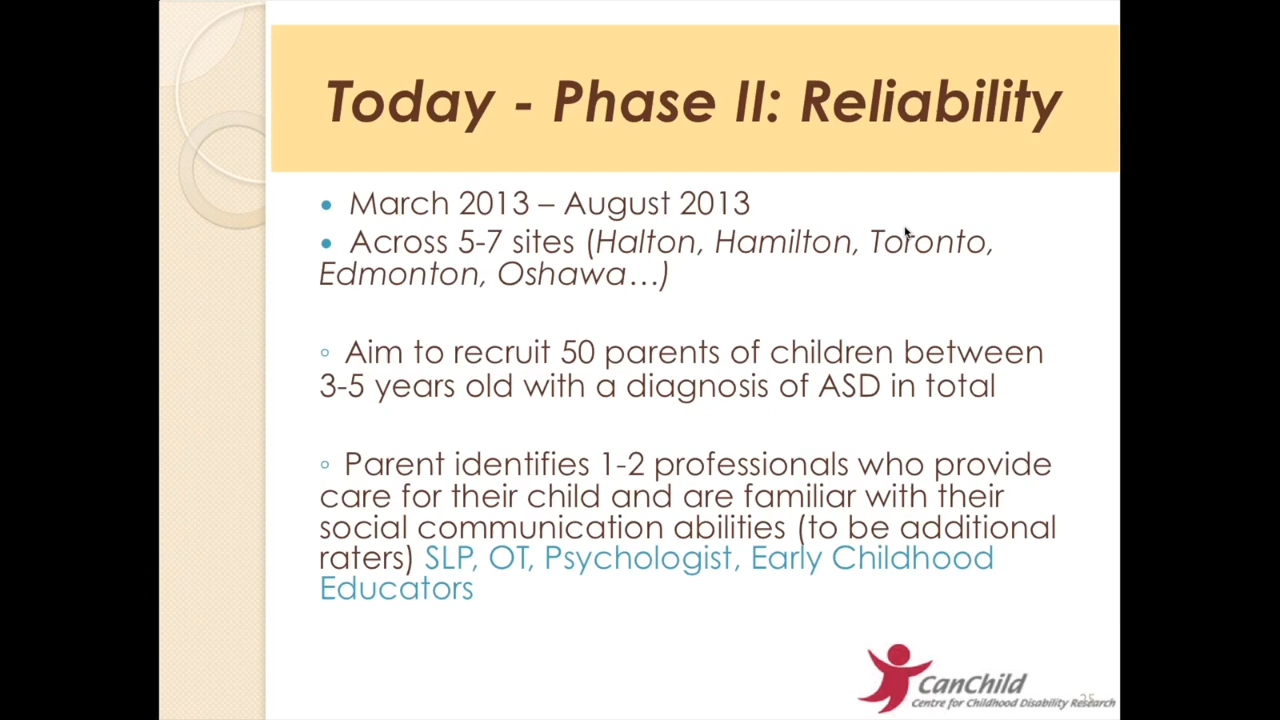 Today - Phase II: Reliability
• March 2013 – August 2013
• Across 5-7 sites (Halton, Hamilton, Toronto,
Edmonton, Oshawa…)
◦ Aim to recruit 50 parents of children between
3-5 years old with a diagnosis of ASD in total
◦ Parent identifies 1-2 professionals who provide
care for their child and are familiar with their
social communication abilities (to be additional
raters) SLP, OT, Psychologist, Early Childhood
Educators
CanChild
Centre for Childhood Disability Research
25